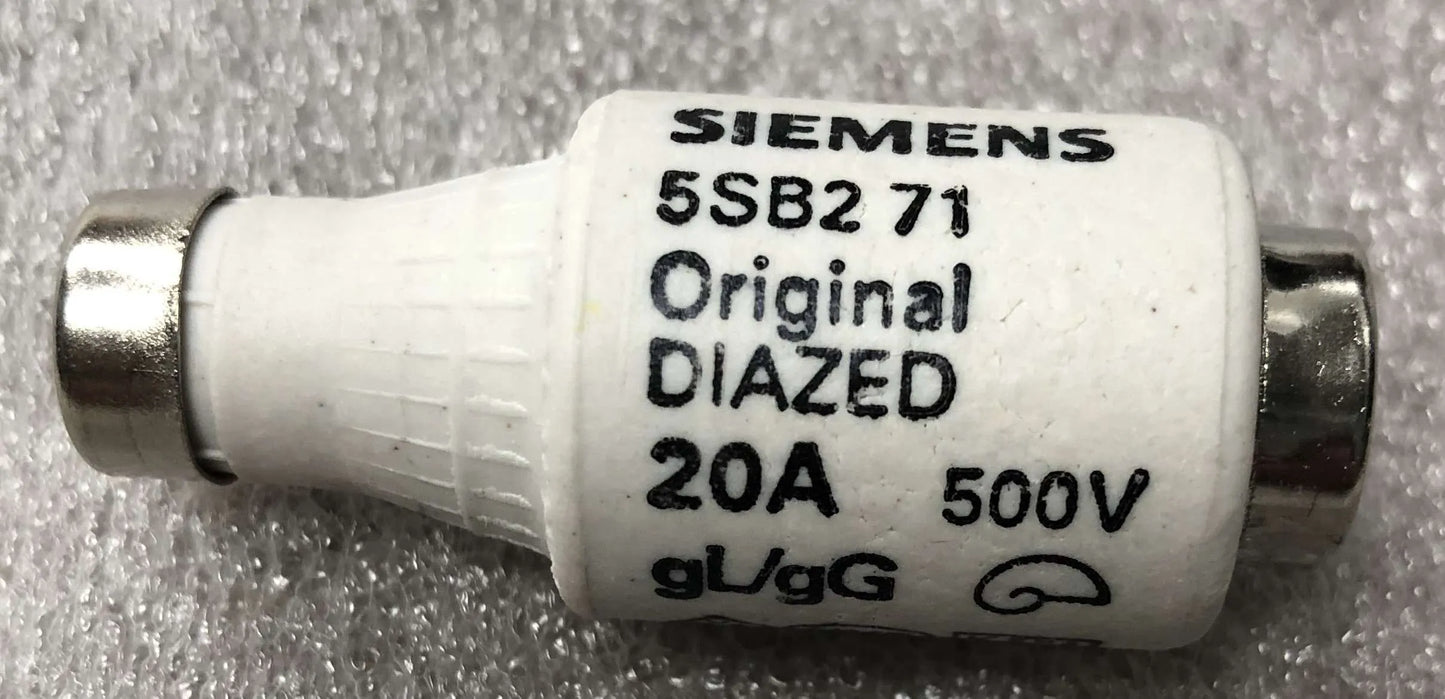 SIEMENS
5SB2 71
Original
DIAZED
20A 500V
gL/gG